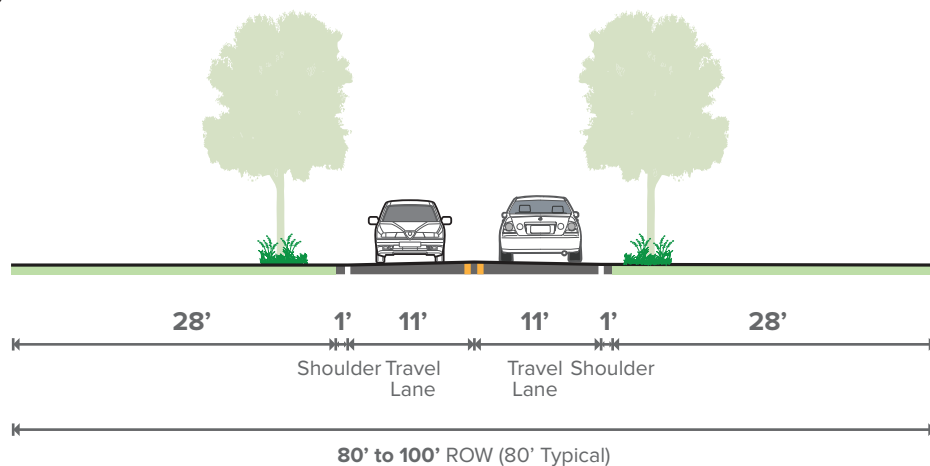 28’ 1’ 11’ 11’ 1’ 28’
Shoulder Travel Lane Travel Lane Shoulder
80’ to 100’ ROW (80’ Typical)